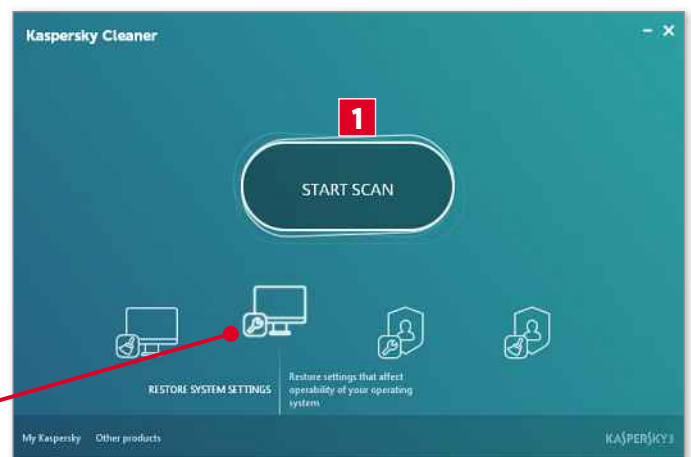 Kaspersky Cleaner
1
START SCAN
RESTORE SYSTEM SETTINGS
Restore settings that affect
operability of your operating
system
My Kaspersky Other products
KASPERSKY